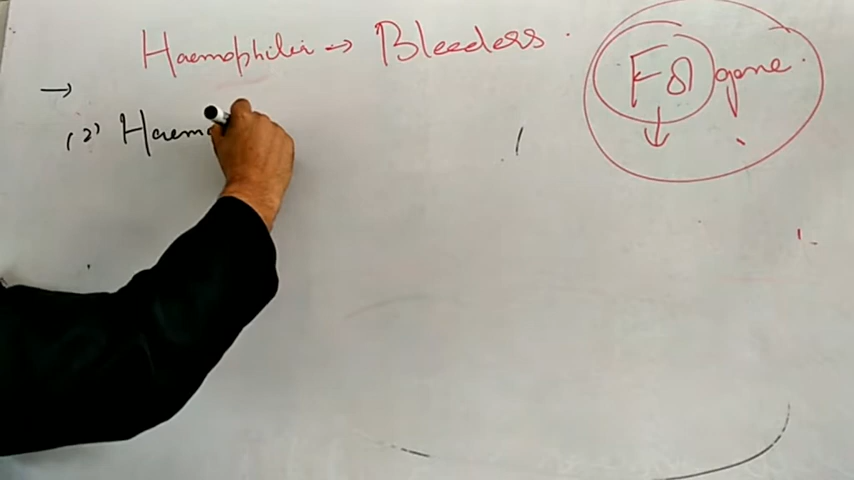 Haemophilia → Bleeders.
F8 gene.
→
(2) Haemo